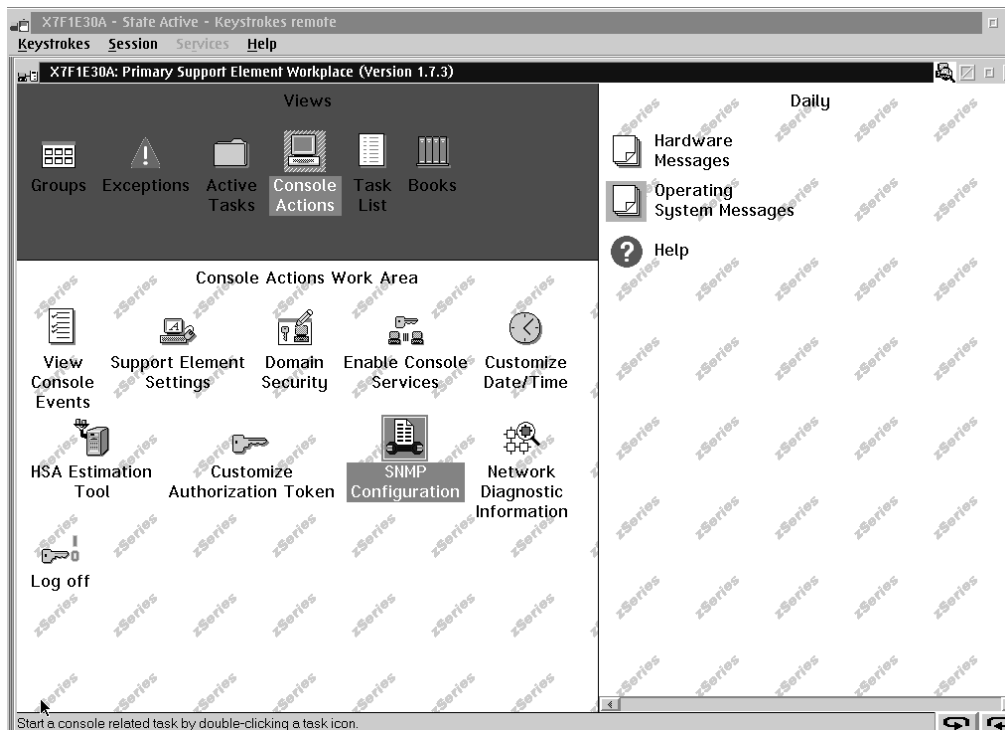 X7F1E30A - State Active - Keystrokes remote
Keystrokes Session Services Help
X7F1E30A: Primary Support Element Workplace (Version 1.7.3)
Views
Groups
Exceptions
Active
Tasks
Console
Actions
Task
List
Books
Console Actions Work Area
View
Console
Events
Support Element
Settings
Domain
Security
Enable Console
Services
Customize
Date/Time
HSA Estimation
Tool
Customize
Authorization Token
SNMP
Configuration
Network
Diagnostic
Information
Log off
Daily
Hardware
Messages
Operating
System Messages
Help
zSeries
Start a console related task by double-clicking a task icon.